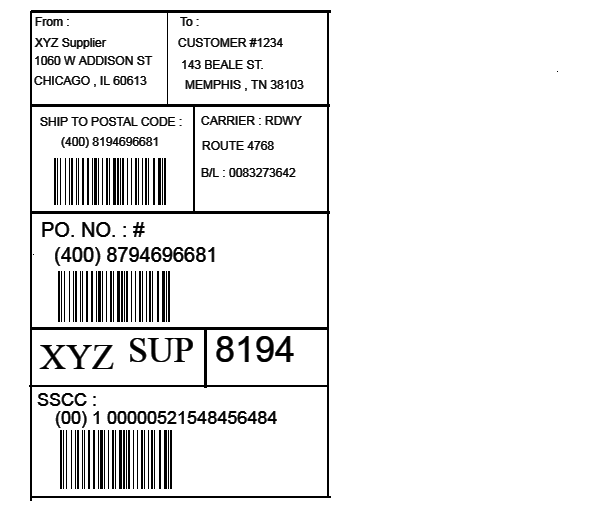 From :
XYZ Supplier
1060 W ADDISON ST
CHICAGO , IL 60613
To :
CUSTOMER #1234
143 BEALE ST.
MEMPHIS , TN 38103
SHIP TO POSTAL CODE :
(400) 8194696681
CARRIER : RDWY
ROUTE 4768
B/L : 0083273642
PO. NO. : #
(400) 8794696681
XYZ SUP
8194
SSCC :
(00) 1 00000521548456484